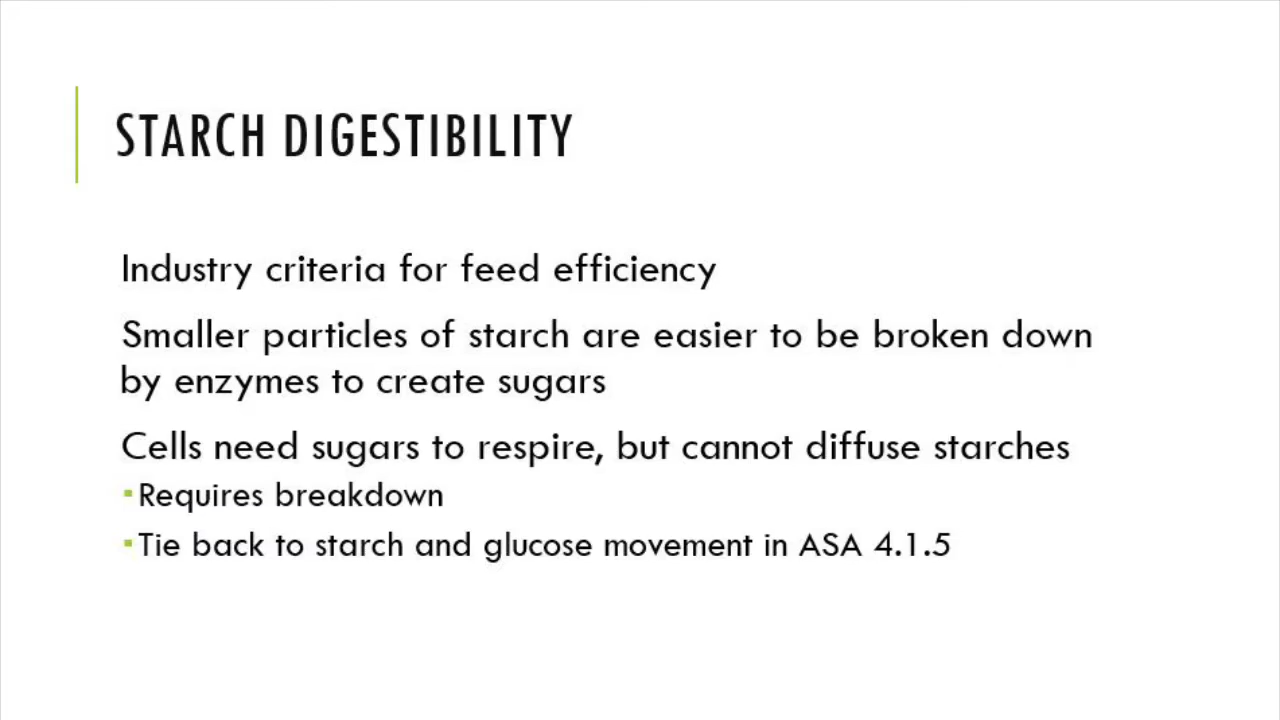 STARCH DIGESTIBILITY
Industry criteria for feed efficiency
Smaller particles of starch are easier to be broken down
by enzymes to create sugars
Cells need sugars to respire, but cannot diffuse starches
▪Requires breakdown
▪Tie back to starch and glucose movement in ASA 4.1.5